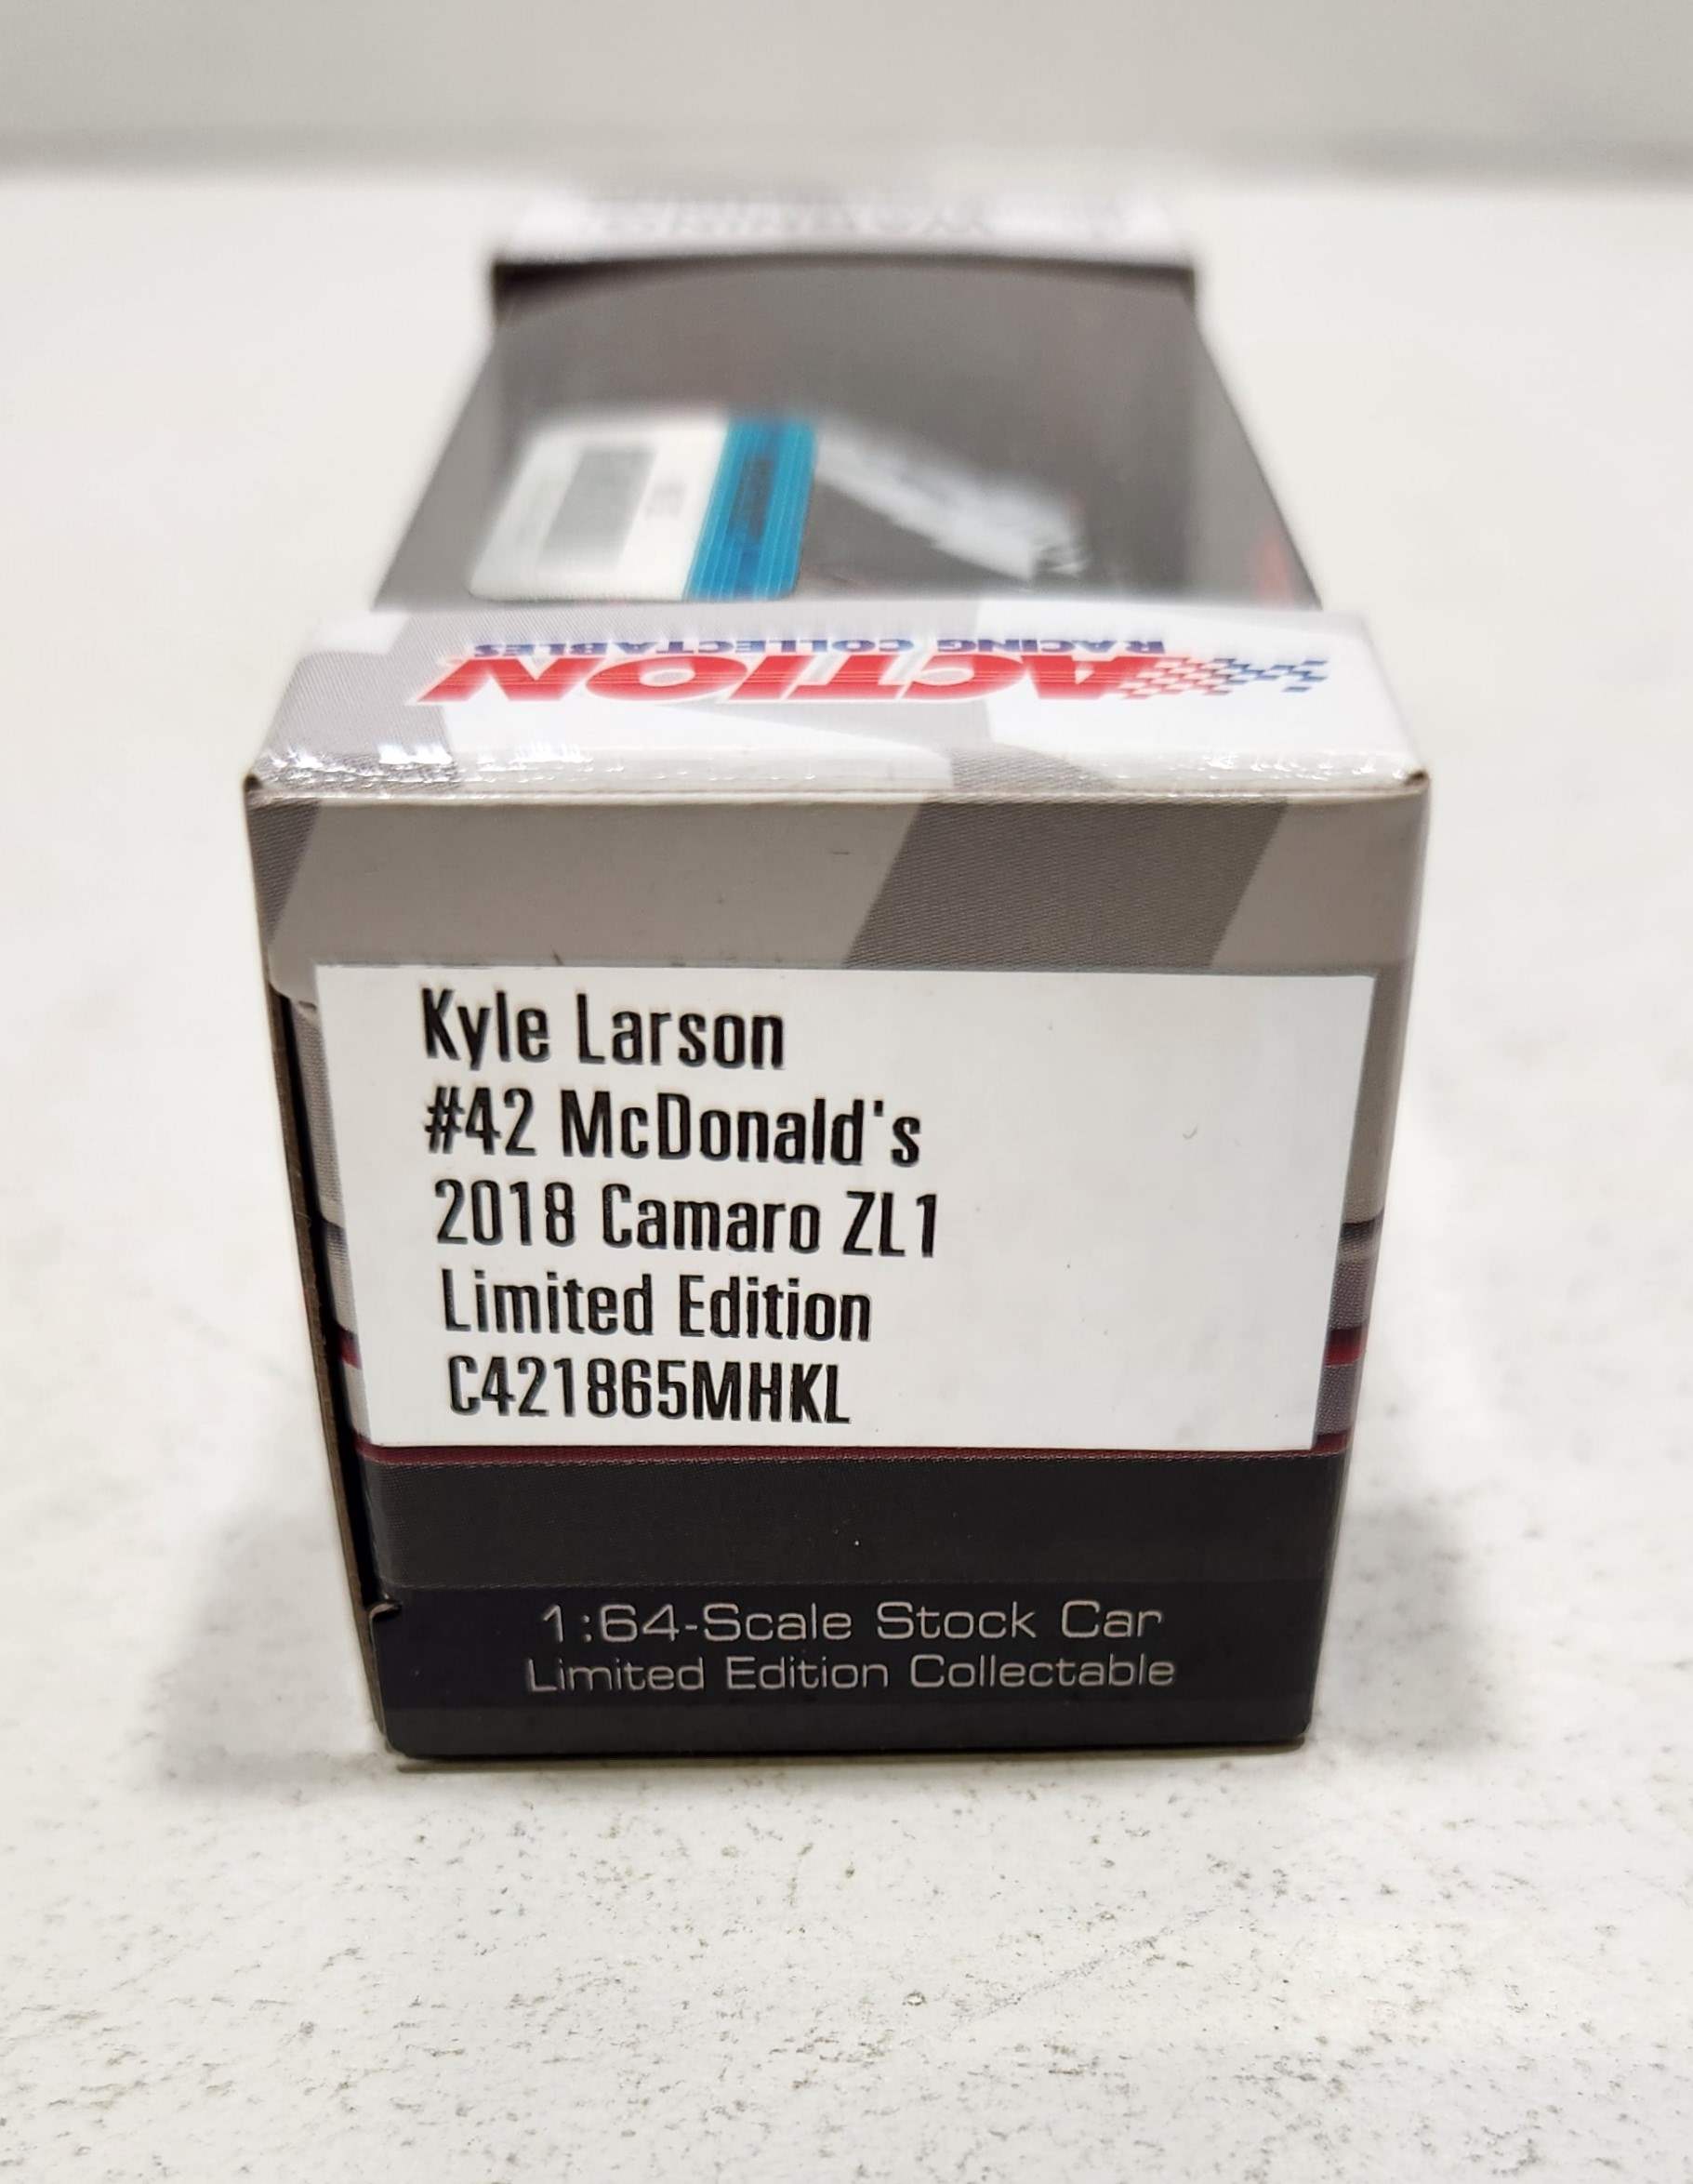 ACTION
RACING COLLECTABLES
Kyle Larson
#42 McDonald's
2018 Camaro ZL1
Limited Edition
C421865MHKL
1:64-Scale Stock Car
Limited Edition Collectable